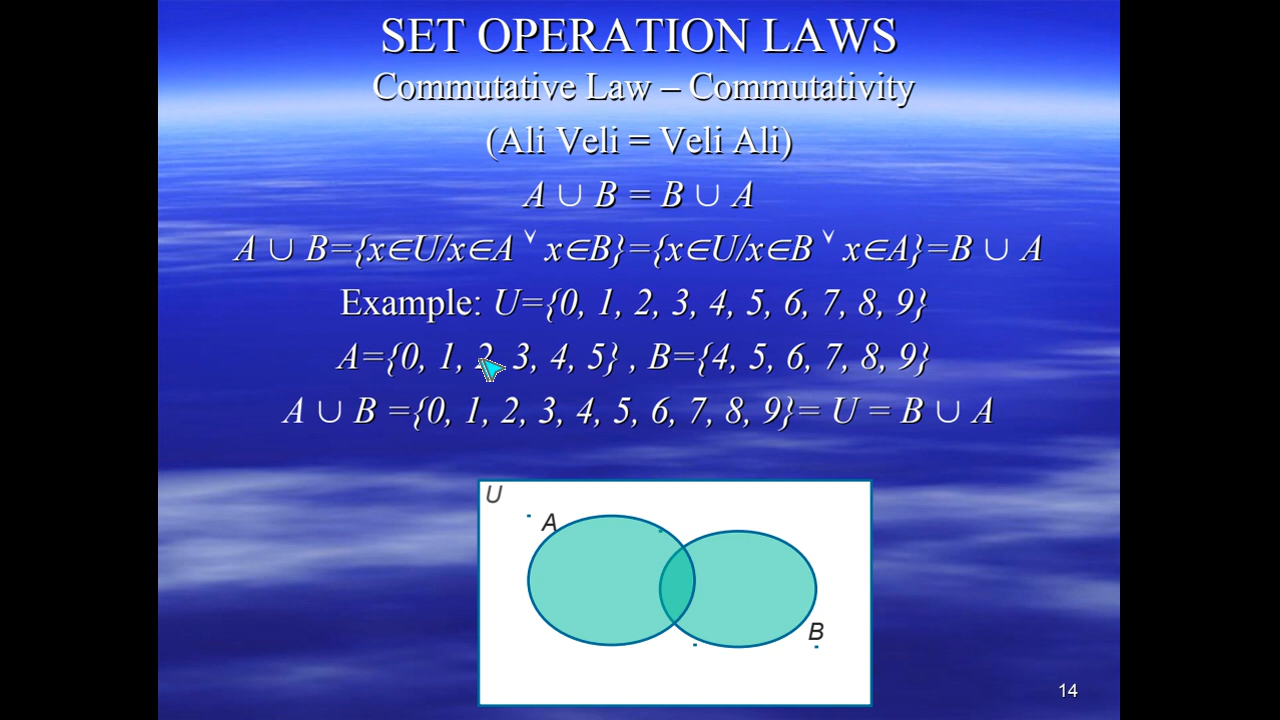 SET OPERATION LAWS
Commutative Law – Commutativity
(Ali Veli = Veli Ali)
A ∪ B = B ∪ A
A ∪ B={x∈U/x∈A ˅ x∈B}={x∈U/x∈B ˅ x∈A}=B ∪ A
Example: U={0, 1, 2, 3, 4, 5, 6, 7, 8, 9}
A={0, 1, 2, 3, 4, 5} , B={4, 5, 6, 7, 8, 9}
A ∪ B ={0, 1, 2, 3, 4, 5, 6, 7, 8, 9}= U = B ∪ A
U
A
B
14